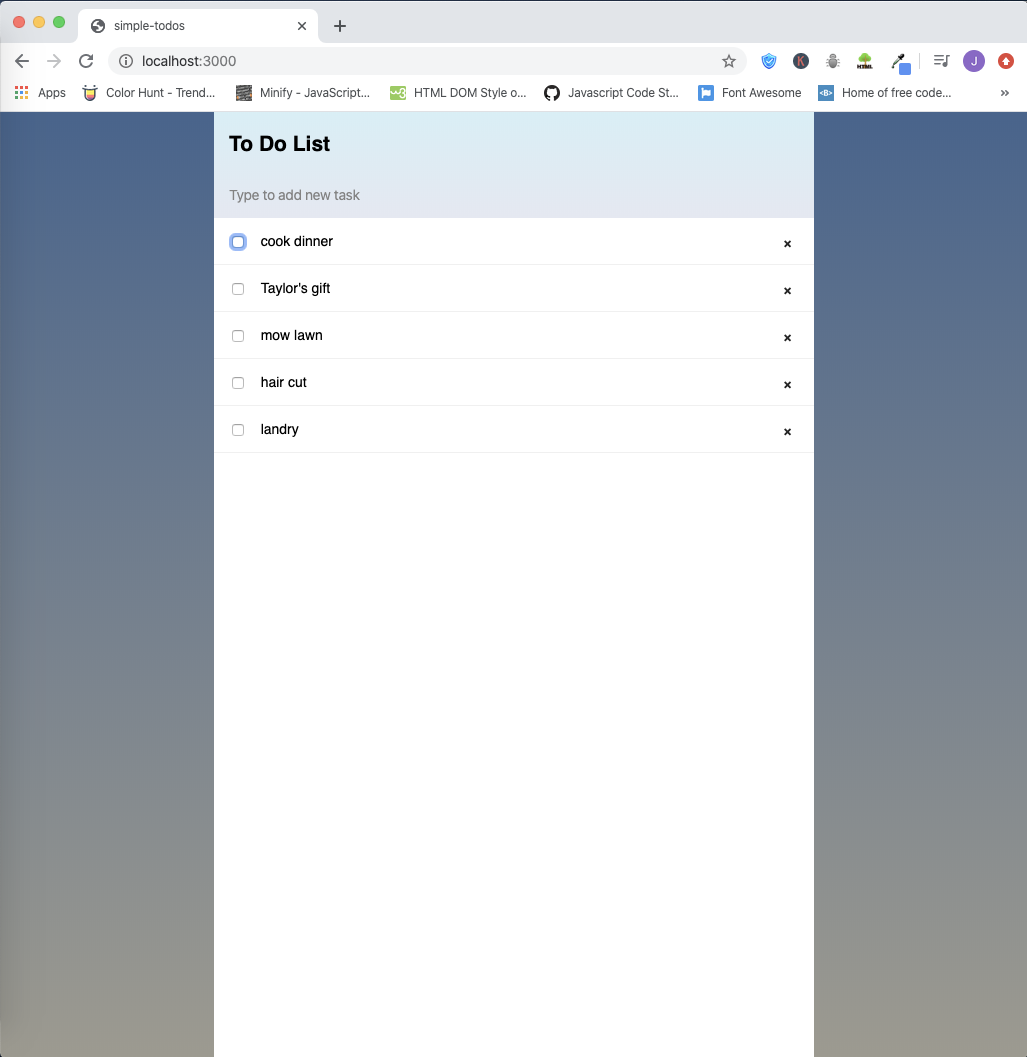 simple-todos
localhost:3000
K
HTML
J
Apps
Color Hunt - Trend...
Minify - JavaScript...
w3
HTML DOM Style o...
Javascript Code St...
Font Awesome
<B>
Home of free code...
»
To Do List
Type to add new task
cook dinner ×
Taylor's gift ×
mow lawn ×
hair cut ×
landry ×